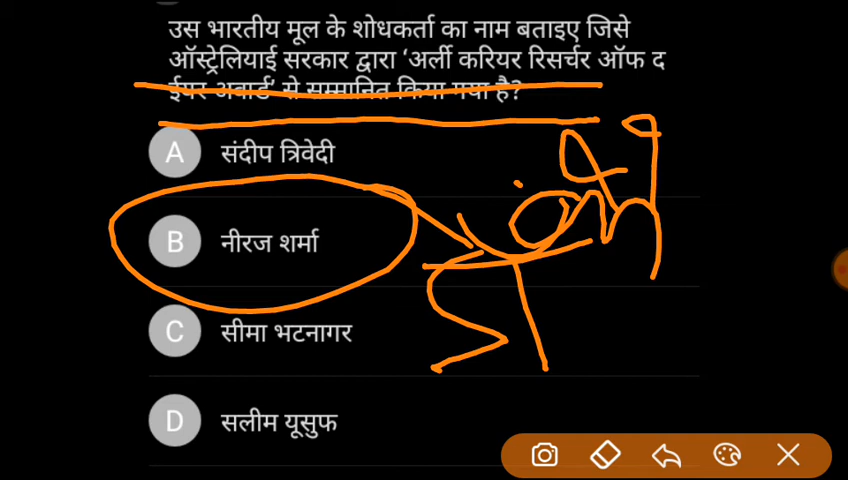 उस भारतीय मूल के शोधकर्ता का नाम बताइए जिसे
ऑस्ट्रेलियाई सरकार द्वारा ‘अर्ली करियर रिसर्चर ऑफ द
ईयर अवार्ड’ से सम्मानित किया गया है?
A संदीप त्रिवेदी
B नीरज शर्मा
C सीमा भटनागर
D सलीम यूसुफ